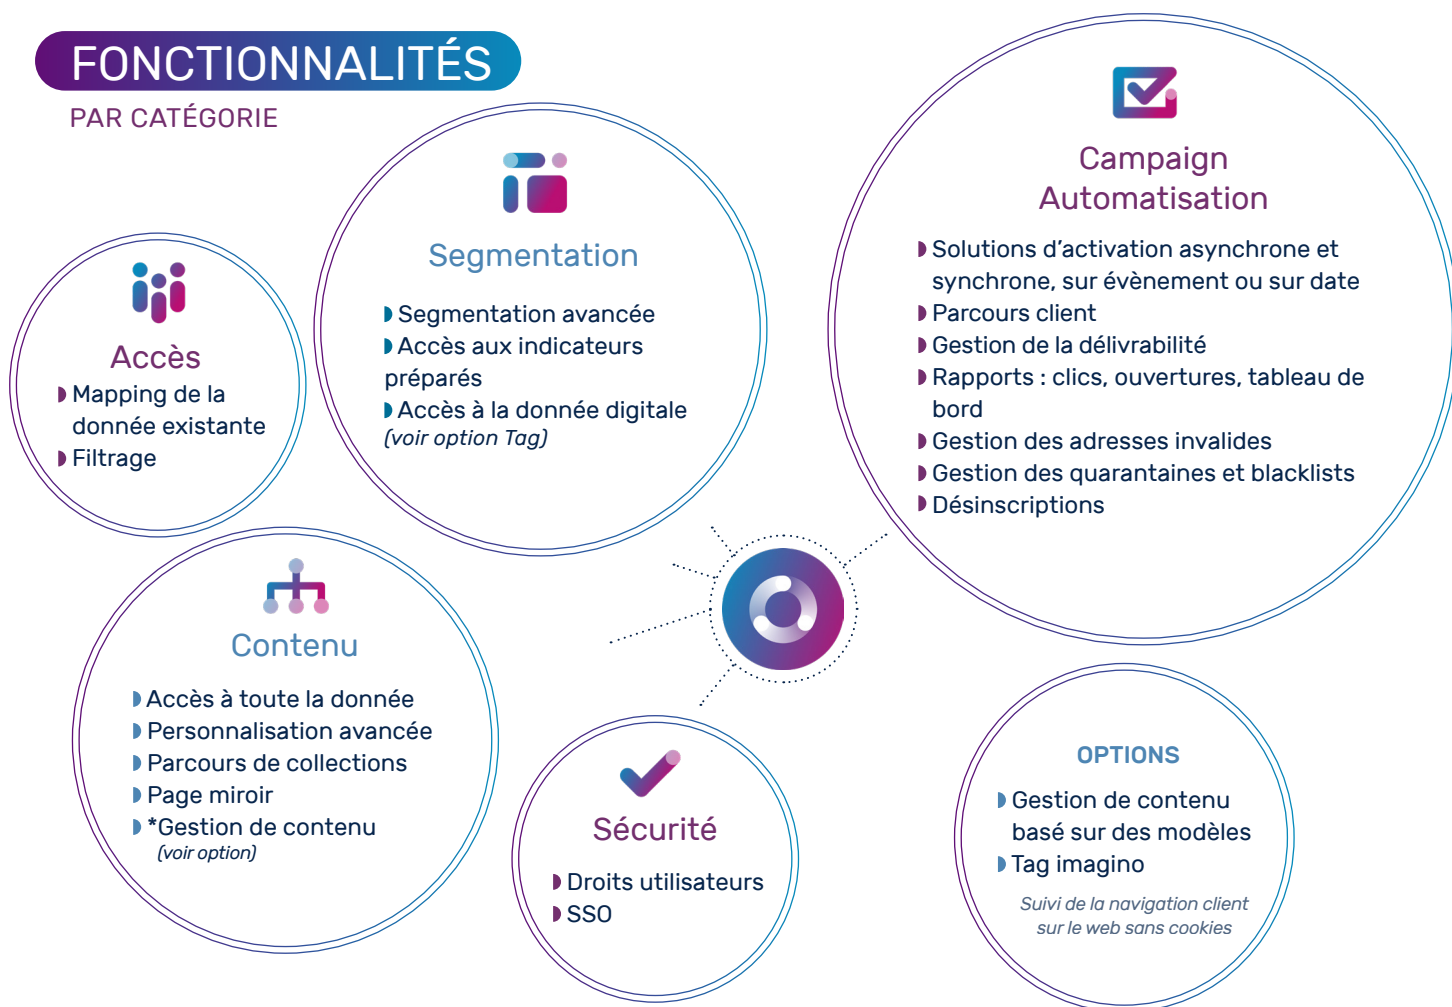 FONCTIONNALITÉS
PAR CATÉGORIE
Accès
Mapping de la
donnée existante
Filtrage
Segmentation
Segmentation avancée
Accès aux indicateurs
préparés
Accès à la donnée digitale
(voir option Tag)
Campaign
Automatisation
Solutions d’activation asynchrone et
synchrone, sur évènement ou sur date
Parcours client
Gestion de la délivrabilité
Rapports : clics, ouvertures, tableau de
bord
Gestion des adresses invalides
Gestion des quarantaines et blacklists
Désinscriptions
Contenu
Accès à toute la donnée
Personnalisation avancée
Parcours de collections
Page miroir
*Gestion de contenu
(voir option)
Sécurité
Droits utilisateurs
SSO
OPTIONS
Gestion de contenu
basé sur des modèles
Tag imagino
Suivi de la navigation client
sur le web sans cookies